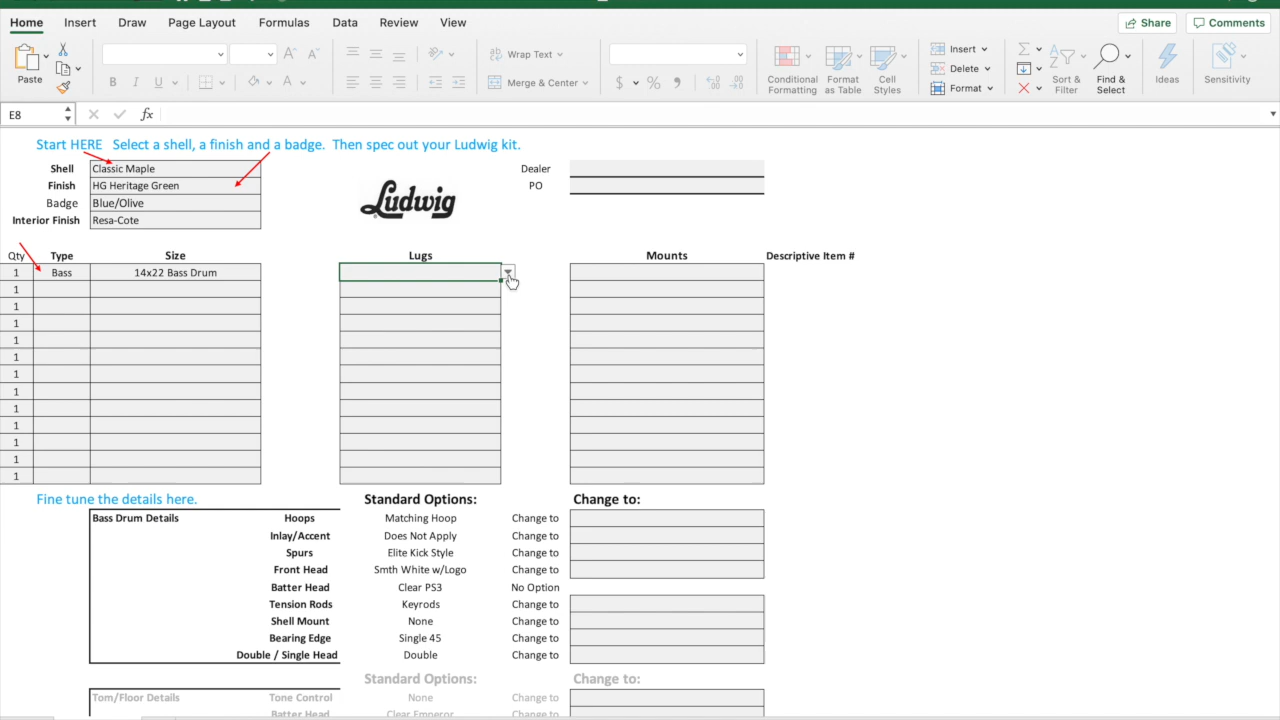 Home Insert Draw Page Layout Formulas Data Review View Share Comments
Paste B I U Wrap Text Merge & Center $ % Conditional Formatting Format as Table Cell Styles Insert Delete Format Sort & Filter Find & Select Ideas Sensitivity
E8 fx
Start HERE Select a shell, a finish and a badge. Then spec out your Ludwig kit.
Shell Classic Maple Dealer
Finish HG Heritage Green PO
Badge Blue/Olive
Ludwig
Interior Finish Resa-Cote
Qty Type Size Lugs Mounts Descriptive Item #
1 Bass 14x22 Bass Drum
1
1
1
1
1
1
1
1
1
1
1
1
Fine tune the details here. Standard Options: Change to:
Bass Drum Details Hoops Matching Hoop Change to
Inlay/Accent Does Not Apply Change to
Spurs Elite Kick Style Change to
Front Head Smth White w/Logo Change to
Batter Head Clear PS3 No Option
Tension Rods Keyrods Change to
Shell Mount None Change to
Bearing Edge Single 45 Change to
Double / Single Head Double Change to
Standard Options: Change to:
Tom/Floor Details Tone Control None Change to
Batter Head Clear Emperor Change to